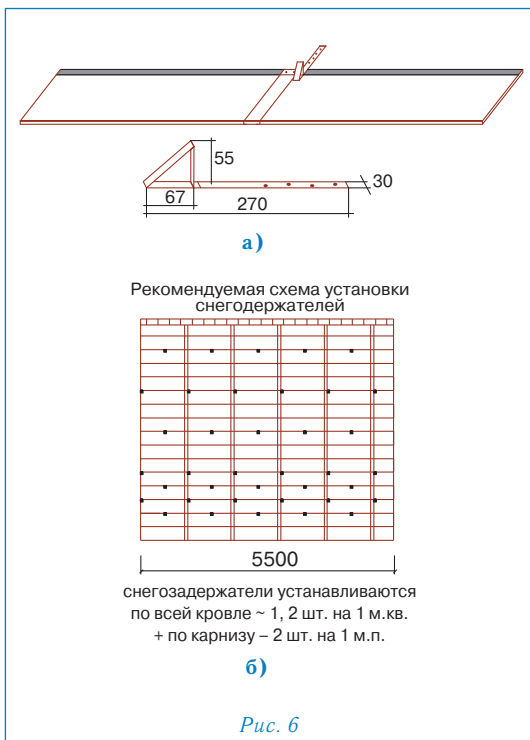 55
30
67
270
а)
Рекомендуемая схема установки
снегодержателей
5500
снегозадержатели устанавливаются
по всей кровле ~ 1, 2 шт. на 1 м.кв.
+ по карнизу – 2 шт. на 1 м.п.
б)
Рис. 6